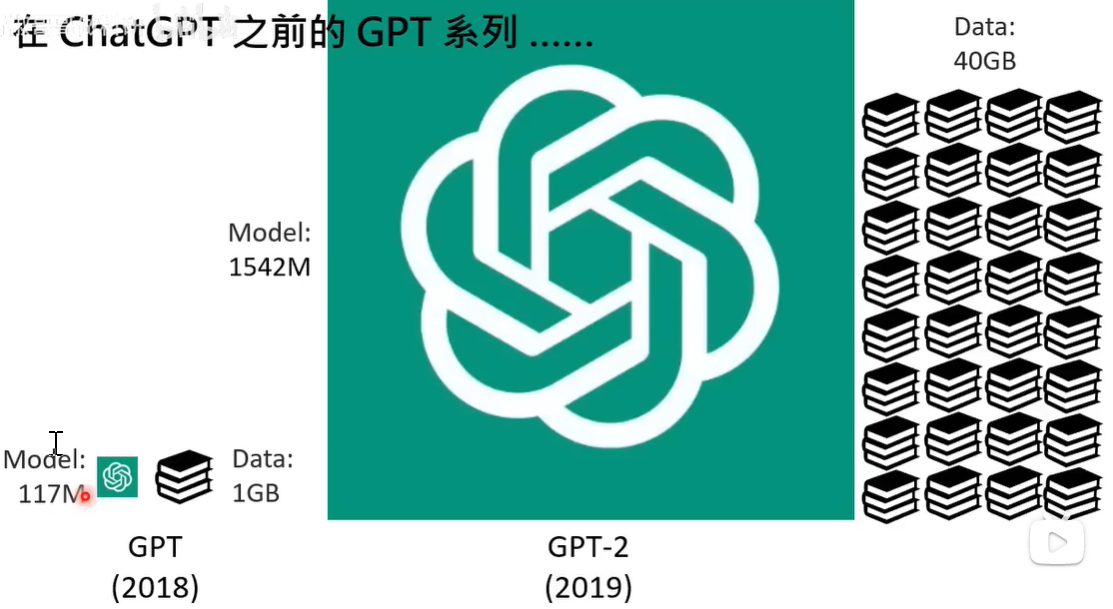 在 ChatGPT 之前的 GPT 系列 ......
Data:
40GB
Model:
1542M
Model:
117M
Data:
1GB
GPT
(2018)
GPT-2
(2019)